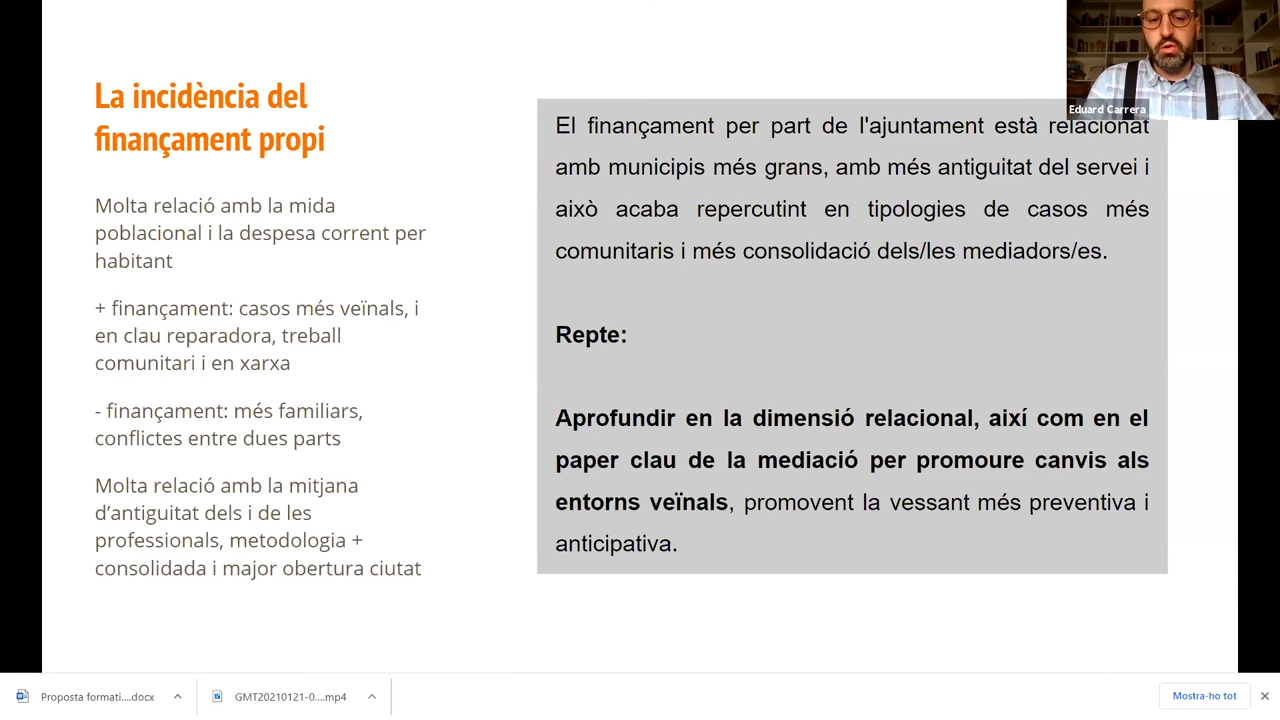 La incidència del
finançament propi
Molta relació amb la mida
poblacional i la despesa corrent per
habitant
+ finançament: casos més veïnals, i
en clau reparadora, treball
comunitari i en xarxa
- finançament: més familiars,
conflictes entre dues parts
Molta relació amb la mitjana
d’antiguitat dels i de les
professionals, metodologia +
consolidada i major obertura ciutat
El finançament per part de l'ajuntament està relacionat
amb municipis més grans, amb més antiguitat del servei i
això acaba repercutint en tipologies de casos més
comunitaris i més consolidació dels/les mediadors/es.
Repte:
Aprofundir en la dimensió relacional, així com en el
paper clau de la mediació per promoure canvis als
entorns veïnals, promovent la vessant més preventiva i
anticipativa.
Eduard Carrera
Proposta formati....docx
GMT20210121-0....mp4
Mostra-ho tot